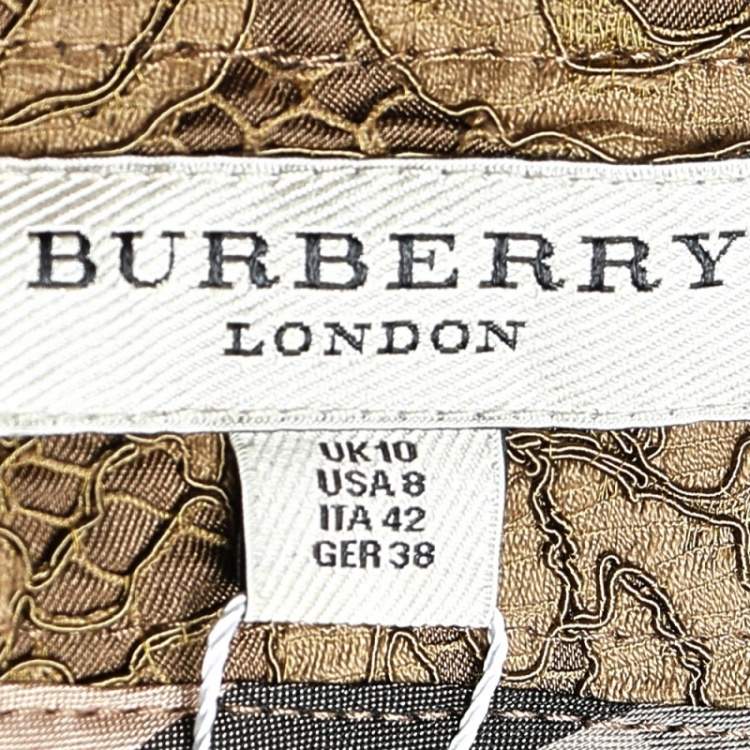 BURBERRY
LONDON
UK10
USA 8
ITA 42
GER 38